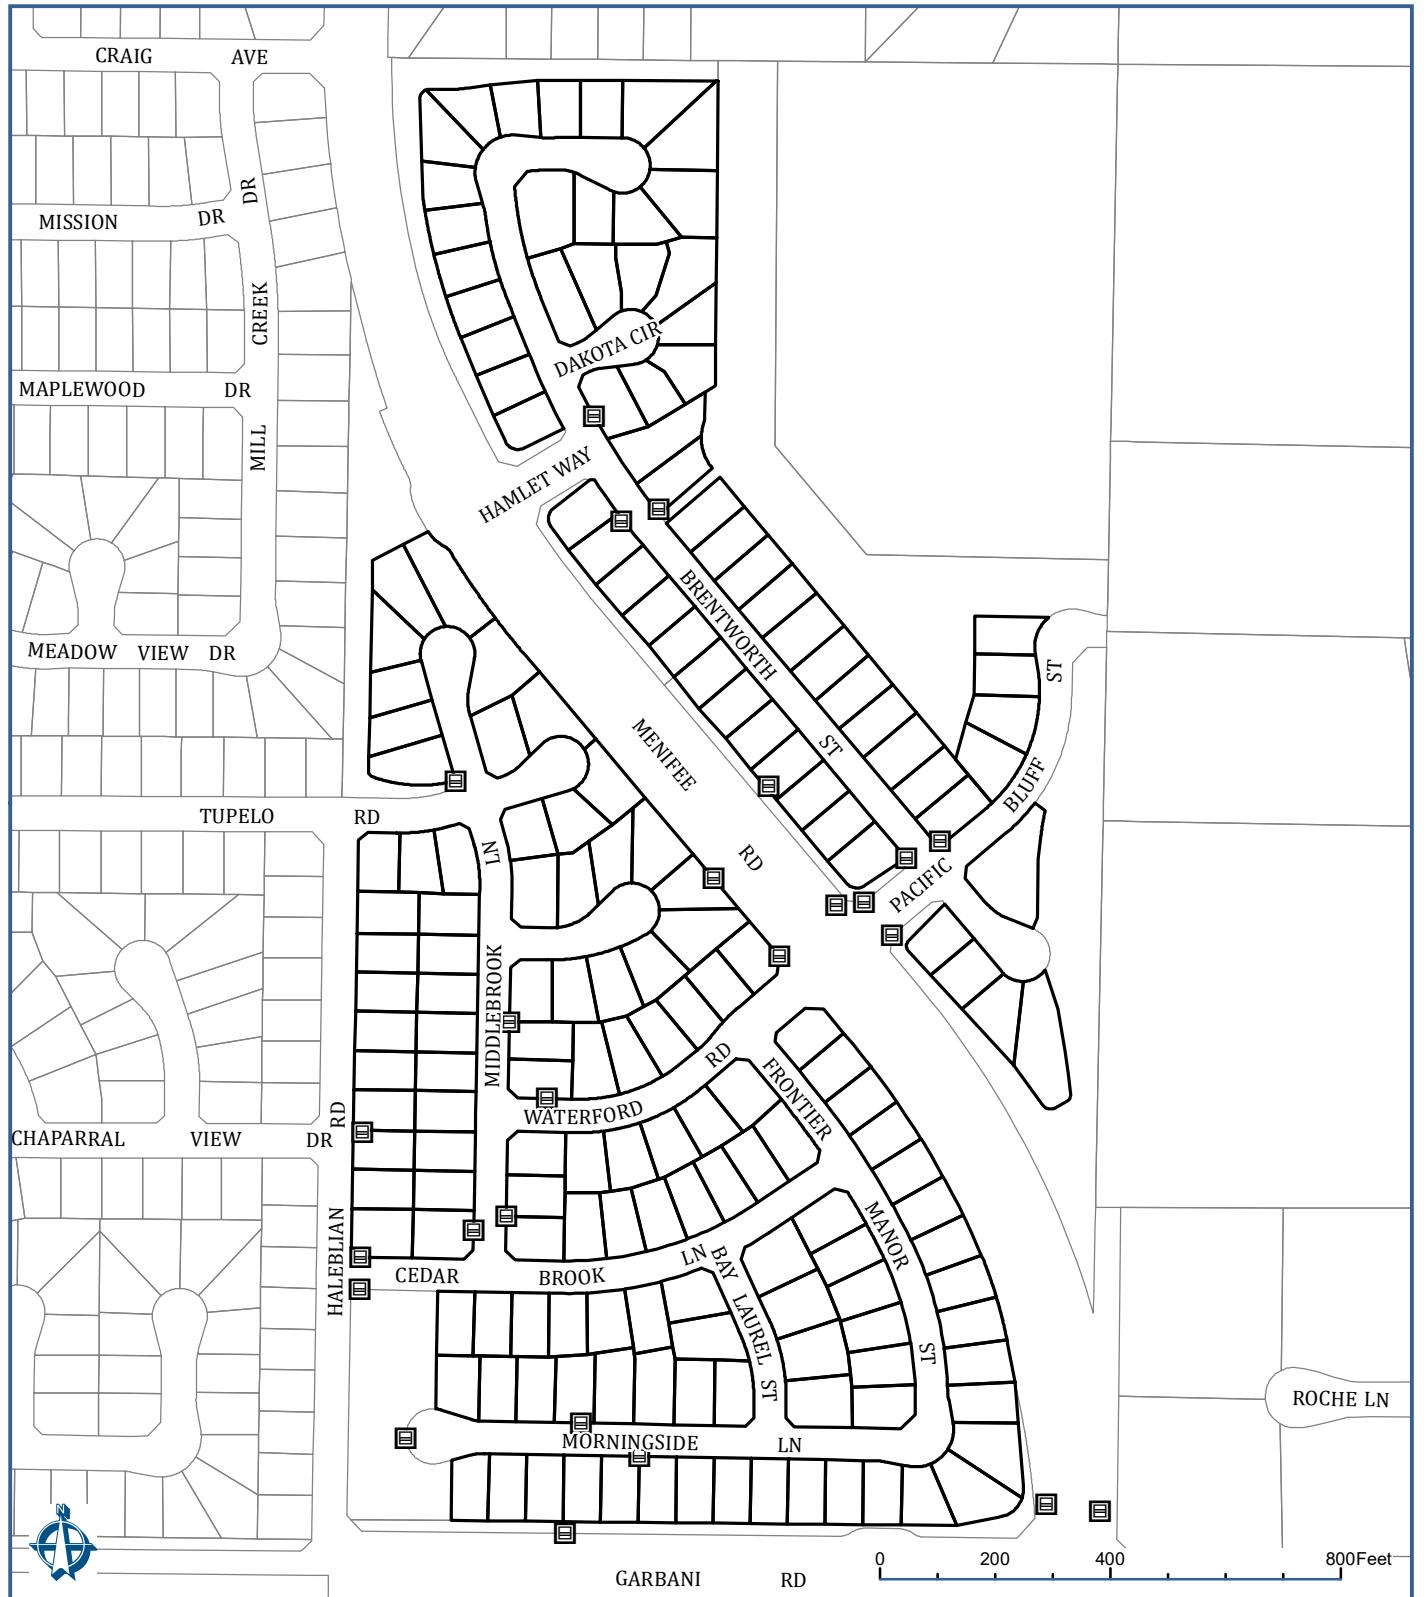 CRAIG AVE
MISSION DR
DR
CREEK
MILL
MAPLEWOOD DR
MEADOW VIEW DR
DAKOTA CIR
HAMLET WAY
BRENTWORTH ST
MENIFEE RD
PACIFIC BLUFF ST
TUPELO RD
MIDDLEBROOK LN
WATERFORD RD
FRONTIER
MANOR ST
CHAPARRAL VIEW DR
HALEBLIAN RD
CEDAR BROOK LN
BAY LAUREL ST
ROCHE LN
MORNINGSIDE LN
N
0 200 400 800Feet
GARBANI RD